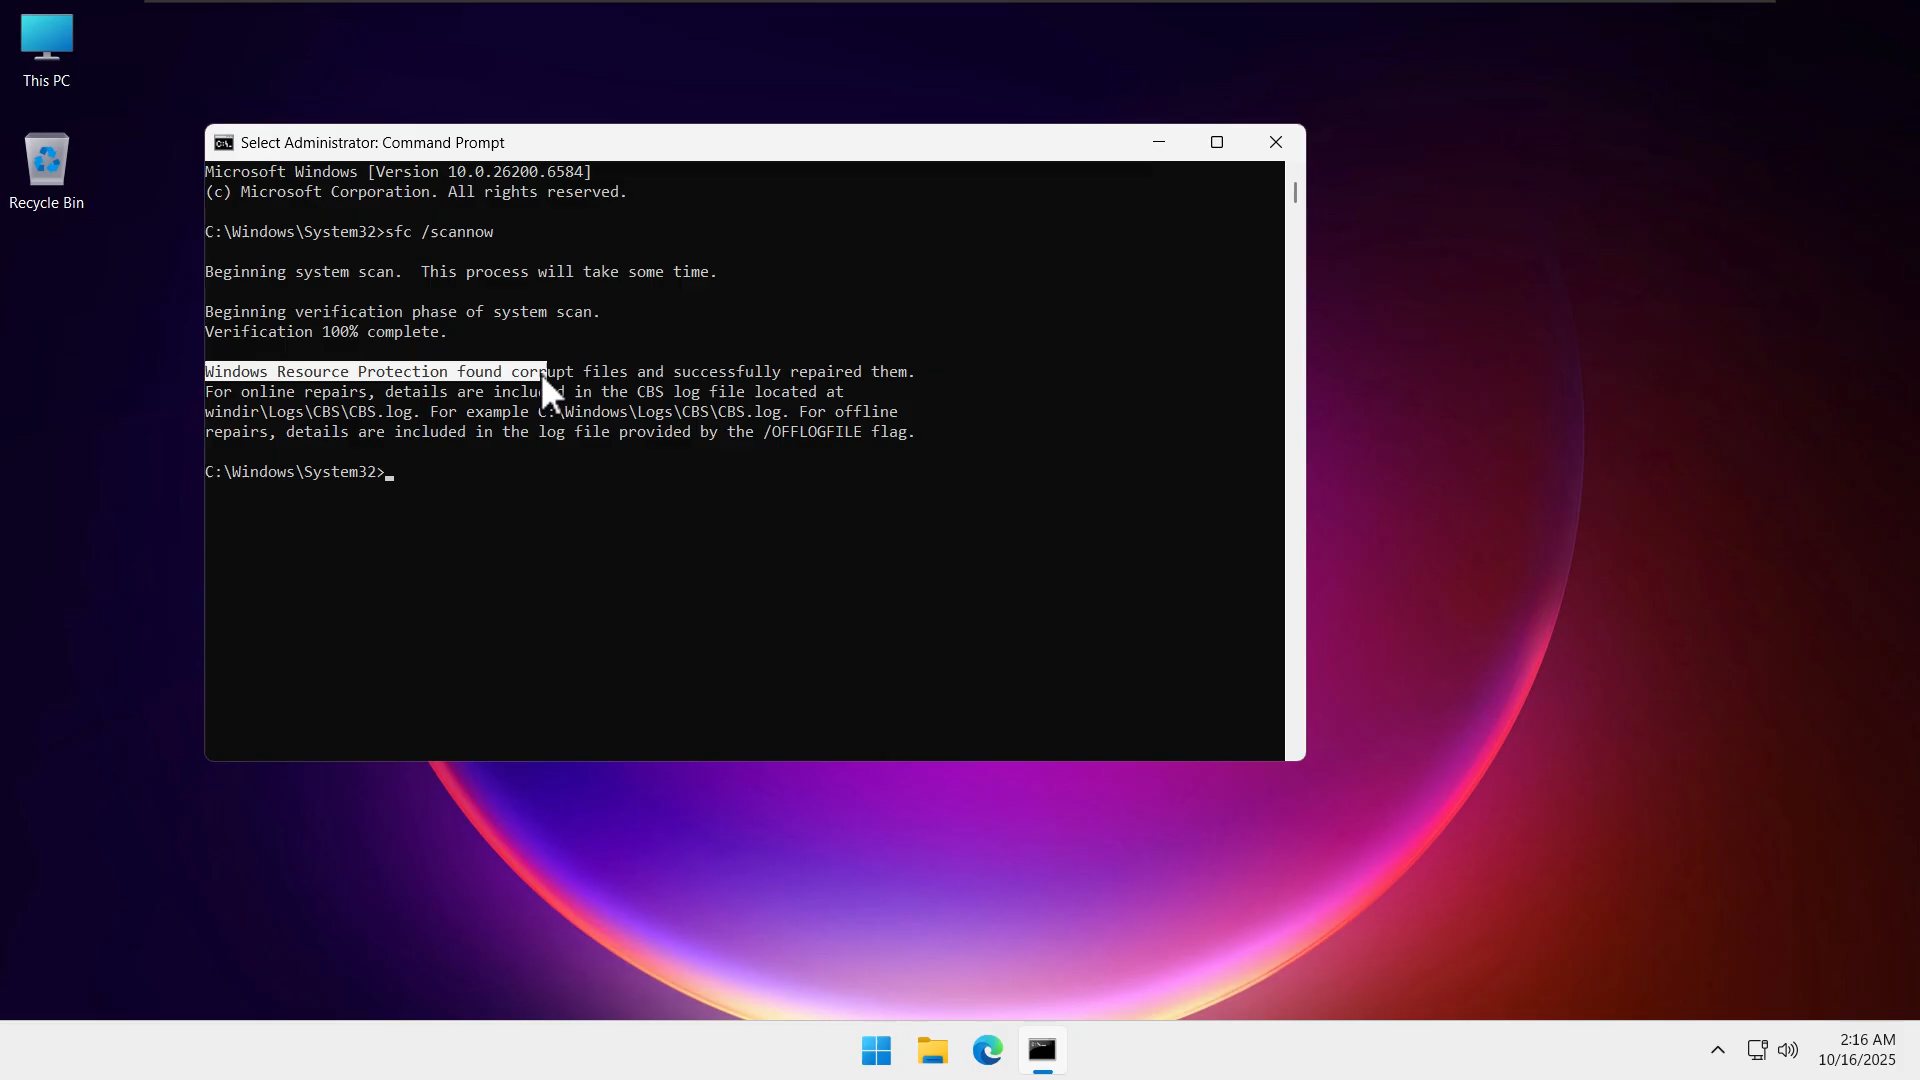 This PC
Recycle Bin
Select Administrator: Command Prompt
Microsoft Windows [Version 10.0.26200.6584]
(c) Microsoft Corporation. All rights reserved.
C:\Windows\System32>sfc /scannow
Beginning system scan.  This process will take some time.
Beginning verification phase of system scan.
Verification 100% complete.
Windows Resource Protection found corrupt files and successfully repaired them.
For online repairs, details are included in the CBS log file located at
windir\Logs\CBS\CBS.log. For example C:\Windows\Logs\CBS\CBS.log. For offline
repairs, details are included in the log file provided by the /OFFLOGFILE flag.
C:\Windows\System32>
2:16 AM
10/16/2025